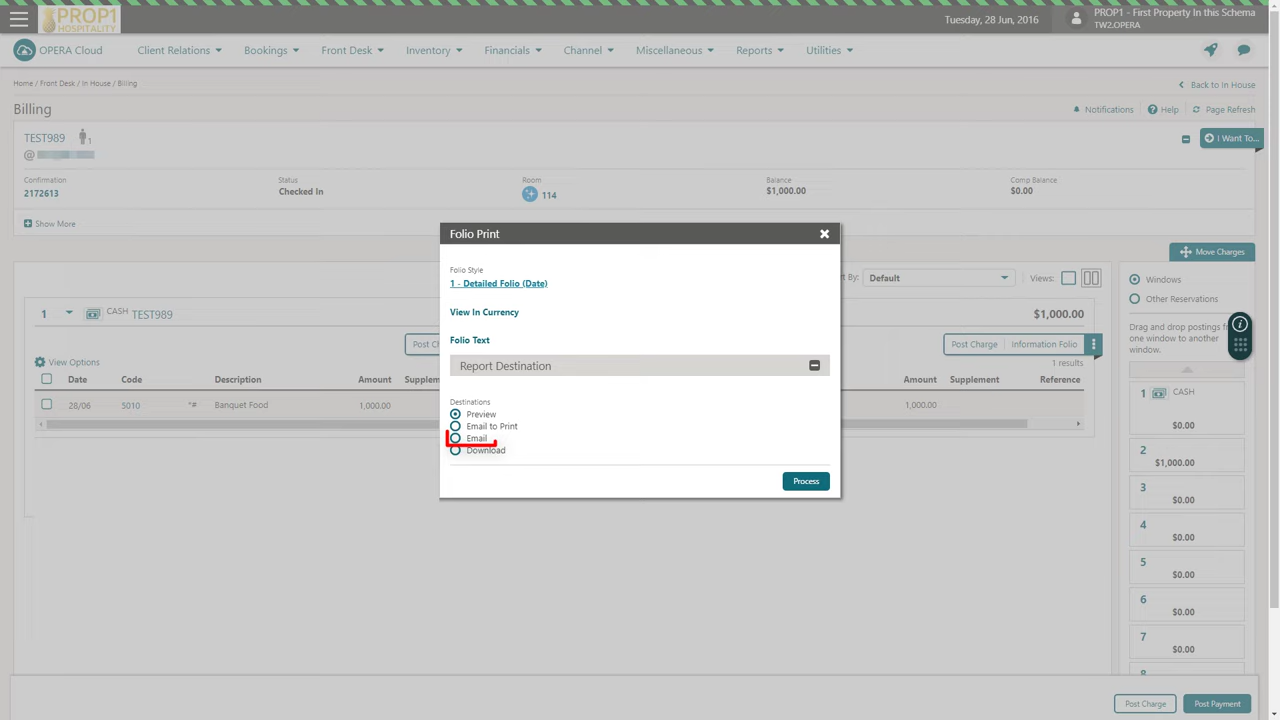 PROP1
HOSPITALITY
Tuesday, 28 Jun, 2016
PROP1 - First Property In this Schema
TW2.OPERA
OPERA Cloud
Client Relations
Bookings
Front Desk
Inventory
Financials
Channel
Miscellaneous
Reports
Utilities
Home / Front Desk / In House / Billing
Back to In House
Billing
Notifications
Help
Page Refresh
TEST989
1
@
I Want To...
Confirmation
Status
Room
Balance
Comp Balance
2172613
Checked In
114
$1,000.00
$0.00
Show More
Move Charges
Folio Print
Folio Style
1 - Detailed Folio (Date)
View In Currency
Folio Text
Report Destination
Destinations
Preview
Email to Print
Email
Download
Process
By:
Default
Views:
Windows
Other Reservations
Drag and drop postings from one window to another window.
1
CASH
TEST989
$1,000.00
Post Charge
Information Folio
View Options
1 results
Date
Code
Description
Amount
Supplem
Amount
Supplement
Reference
28/06
5010
*#
Banquet Food
1,000.00
1,000.00
1
CASH
$0.00
2
$1,000.00
3
$0.00
4
$0.00
5
$0.00
6
$0.00
7
$0.00
Post Charge
Post Payment